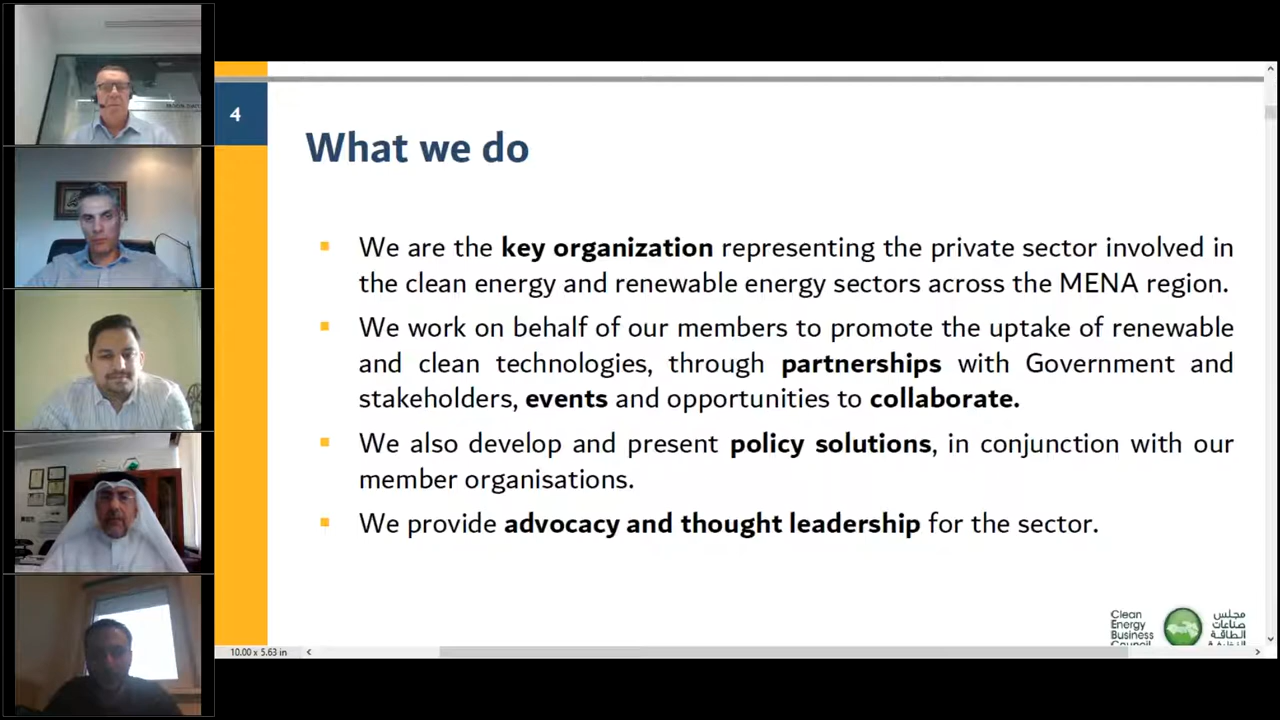 4
What we do
We are the key organization representing the private sector involved in
the clean energy and renewable energy sectors across the MENA region.
We work on behalf of our members to promote the uptake of renewable
and clean technologies, through partnerships with Government and
stakeholders, events and opportunities to collaborate.
We also develop and present policy solutions, in conjunction with our
member organisations.
We provide advocacy and thought leadership for the sector.
Clean
Energy
Business
Council
مجلس
صناعات
الطاقة
10.00 x 5.63 in